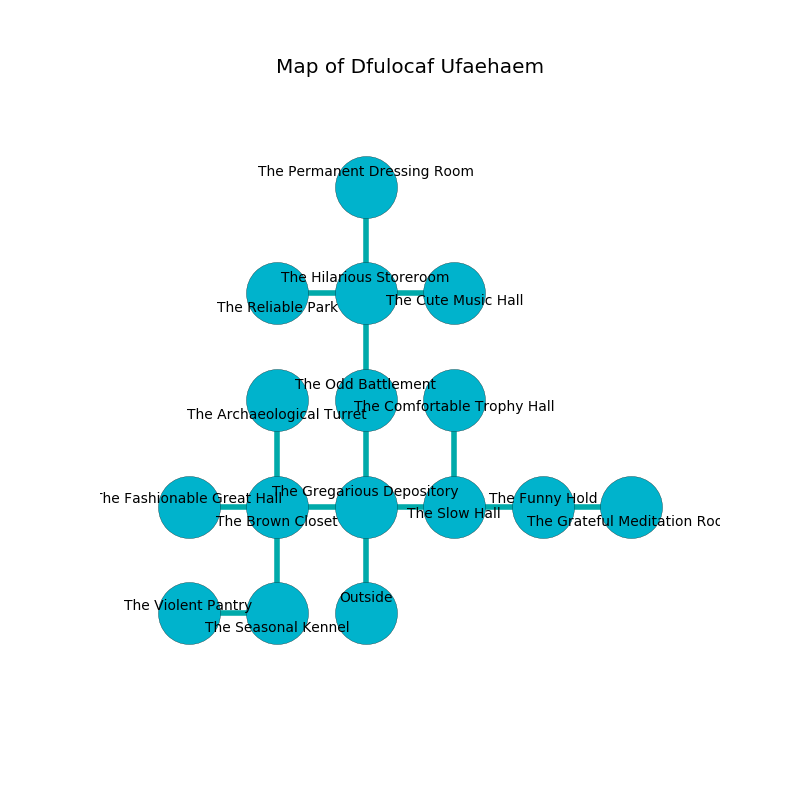 Map of Dfulocaf Ufaehaem
The Permanent Dressing Room
The Hilarious Storeroom
The Cute Music Hall
The Reliable Park
The Odd Battlement
The Comfortable Trophy Hall
The Archaeological Turret
The Gregarious Depository
The Fashionable Great Hall
The Funny Hold
The Slow Hall
The Brown Closet
The Grateful Meditation
Outside
The Violent Pantry
The Seasonal Kennel